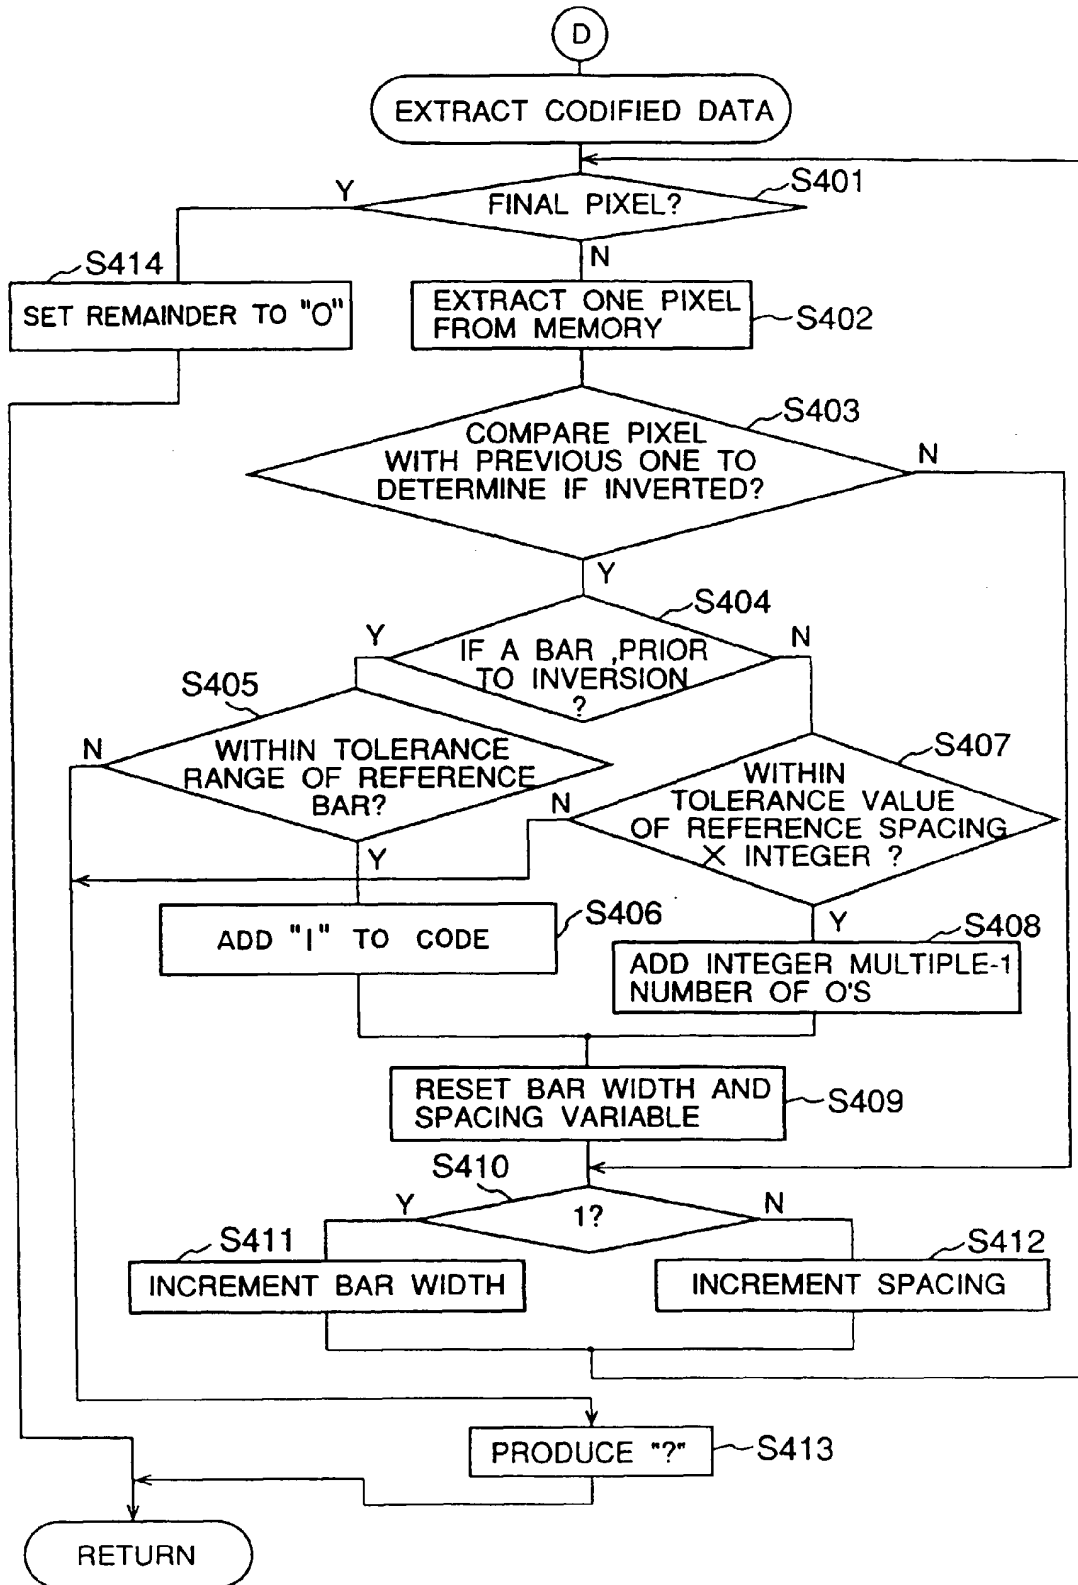 D
EXTRACT CODIFIED DATA
S401
Y
FINAL PIXEL?
N
S414
SET REMAINDER TO "O"
EXTRACT ONE PIXEL
FROM MEMORY
S402
S403
COMPARE PIXEL
WITH PREVIOUS ONE TO
DETERMINE IF INVERTED?
N
Y
S404
Y
N
IF A BAR ,PRIOR
TO INVERSION
?
S405
N
WITHIN TOLERANCE
RANGE OF REFERENCE
BAR?
Y
S407
N
WITHIN
TOLERANCE VALUE
OF REFERENCE SPACING
X INTEGER ?
Y
S406
ADD "I" TO CODE
S408
ADD INTEGER MULTIPLE-1
NUMBER OF O'S
RESET BAR WIDTH AND
SPACING VARIABLE
S409
S410
Y
1?
N
S411
INCREMENT BAR WIDTH
S412
INCREMENT SPACING
PRODUCE "?"
S413
RETURN